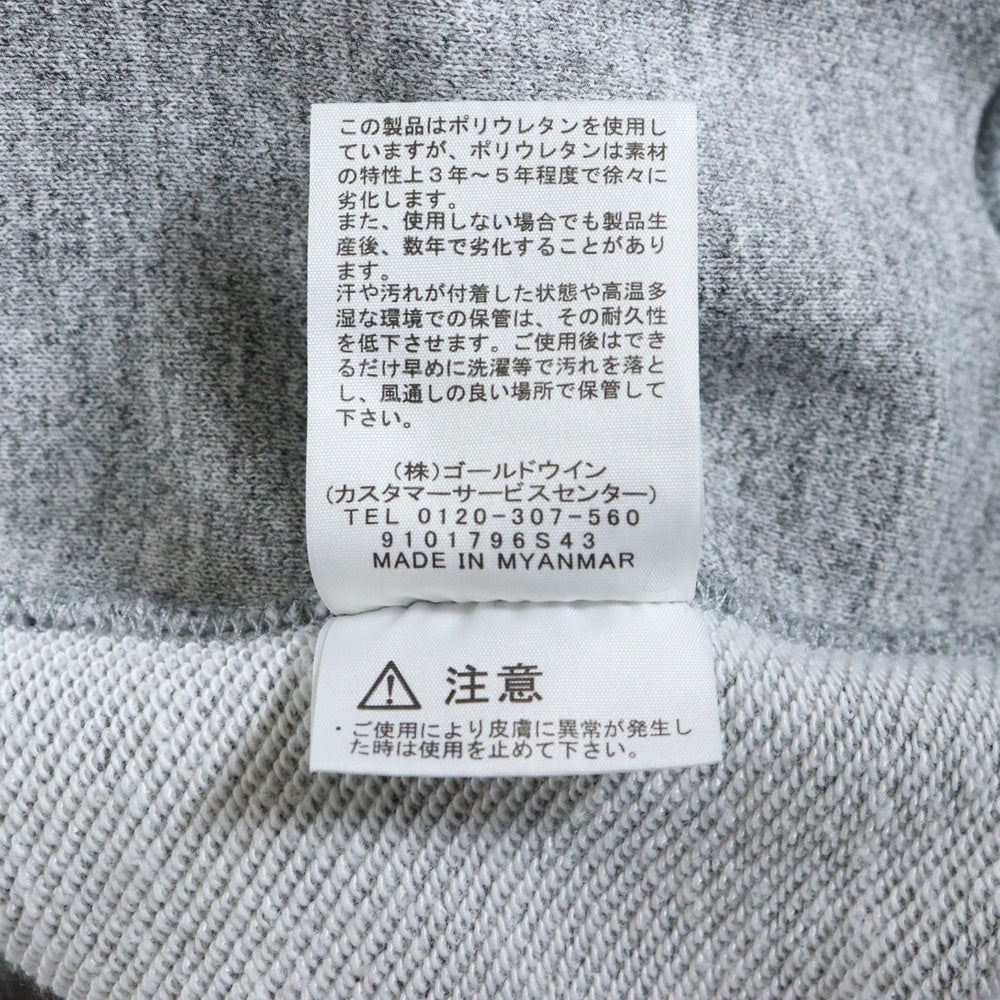 この製品はポリウレタンを使用し
ていますが、ポリウレタンは素材
の特性上3年～5年程度で徐々に
劣化します。
また、使用しない場合でも製品生
産後、数年で劣化することがあり
ます。
汗や汚れが付着した状態や高温多
湿な環境での保管は、その耐久性
を低下させます。ご使用後はでき
るだけ早めに洗濯等で汚れを落と
し、風通しの良い場所で保管して
下さい。
(株)ゴールドウイン
(カスタマーサービスセンター)
TEL 0120-307-560
9101796S43
MADE IN MYANMAR
注意
・ご使用により皮膚に異常が発生し
た時は使用を止めて下さい。